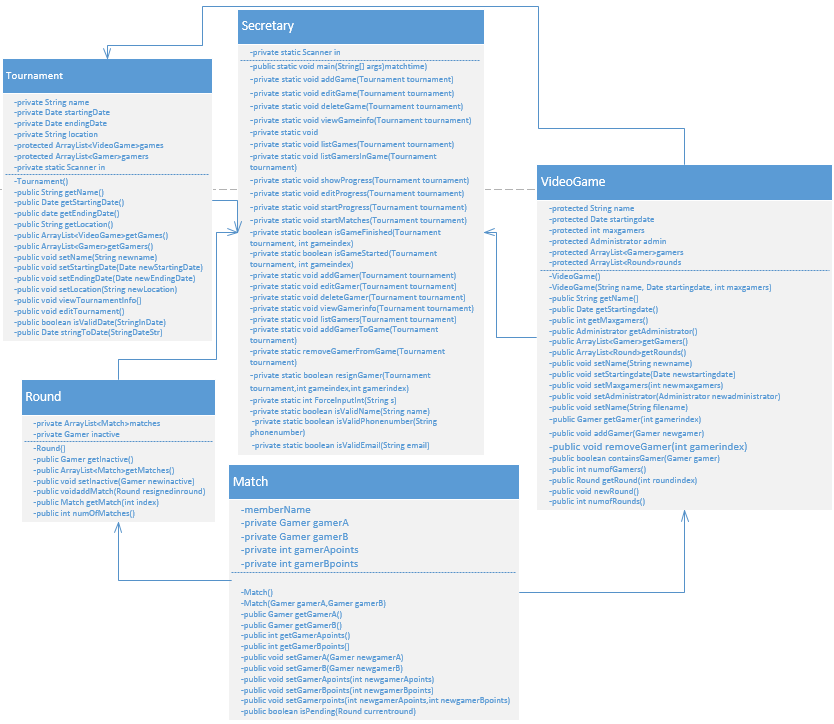 Secretary
-private static Scanner in
-public static void main(String[] args)matchtime)
-private static void addGame(Tournament tournament)
-private static void editGame(Tournament tournament)
-private static void deleteGame(Tournament tournament)
-private static void viewGameinfo(Tournament tournament)
-private static void
-private static void listGames(Tournament tournament)
-private static void listGamersInGame(Tournament
tournament)
-private static void showProgress(Tournament tournament)
-private static void editProgress(Tournament tournament)
-private static void startProgress(Tournament tournament)
-private static void startMatches(Tournament tournament)
-private static boolean isGameFinished(Tournament
tournament, int gameindex)
-private static boolean isGameStarted(Tournament
tournament, int gameindex)
-private static void addGamer(Tournament tournament)
-private static void editGamer(Tournament tournament)
-private static void deleteGamer(Tournament tournament)
-private static void viewGamerinfo(Tournament tournament)
-private static void listGamers(Tournament tournament)
-private static void addGamerToGame(Tournament
tournament)
-private static removeGamerFromGame(Tournament
tournament)
-private static boolean resignGamer(Tournament
tournament,int gameindex,int gamerindex)
-private static int ForceInputInt(String s)
-private static boolean isValidName(String name)
-private static boolean isValidPhonenumber(String
phonenumber)
-private static boolean isValidEmail(String email)
Tournament
-private String name
-private Date startingDate
-private Date endingDate
-private String location
-protected ArrayList<VideoGame>games
-protected ArrayList<Gamer>gamers
-private static Scanner in
-Tournament()
-public String getName()
-public Date getStartingDate()
-public date getEndingDate()
-public String getLocation()
-public ArrayList<VideoGame>getGames()
-public ArrayList<Gamer>getGamers()
-public void setName(String newname)
-public void setStartingDate(Date newStartingDate)
-public void setEndingDate(Date newEndingDate)
-public void setLocation(String newLocation)
-public void viewTournamentInfo()
-public void editTournament()
-public boolean isValidDate(StringInDate)
-public Date stringToDate(StringDateStr)
VideoGame
-protected String name
-protected Date startingdate
-protected int maxgamers
-protected Administrator admin
-protected ArrayList<Gamer>gamers
-protected ArrayList<Round>rounds
-VideoGame()
-VideoGame(String name, Date startingdate, int maxgamers)
-public String getName()
-public Date getStartingdate()
-public int getMaxgamers()
-public Administrator getAdministrator()
-public ArrayList<Gamer>getGamers()
-public ArrayList<Round>getRounds()
-public void setName(String newname)
-public void setStartingdate(Date newstartingdate)
-public void setMaxgamers(int newmaxgamers)
-public void setAdministrator(Administrator newadministrator)
-public void setName(String filename)
-public Gamer getGamer(int gamerindex)
-public void addGamer(Gamer newgamer)
-public void removeGamer(int gamerindex)
-public boolean containsGamer(Gamer gamer)
-public int numofGamers()
-public Round getRound(int roundindex)
-public void newRound()
-public int numofRounds()
Round
-private ArrayList<Match>matches
-private Gamer inactive
-Round()
-public Gamer getInactive()
-public ArrayList<Match>getMatches()
-public void setInactive(Gamer newinactive)
-public voidaddMatch(Round resignedinround)
-public Match getMatch(int index)
-public int numOfMatches()
Match
-memberName
-private Gamer gamerA
-private Gamer gamerB
-private int gamerApoints
-private int gamerBpoints
-Match()
-Match(Gamer gamerA,Gamer gamerB)
-public Gamer getGamerA()
-public Gamer getGamerB()
-public int getGamerApoints()
-public int getGamerBpoints()
-public void setGamerA(Gamer newgamerA)
-public void setGamerB(Gamer newgamerB)
-public void setGamerApoints(int newgamerApoints)
-public void setGamerBpoints(int newgamerBpoints)
-public void setGamerpoints(int newgamerApoints,int newgamerBpoints)
-public boolean isPending(Round currentround)